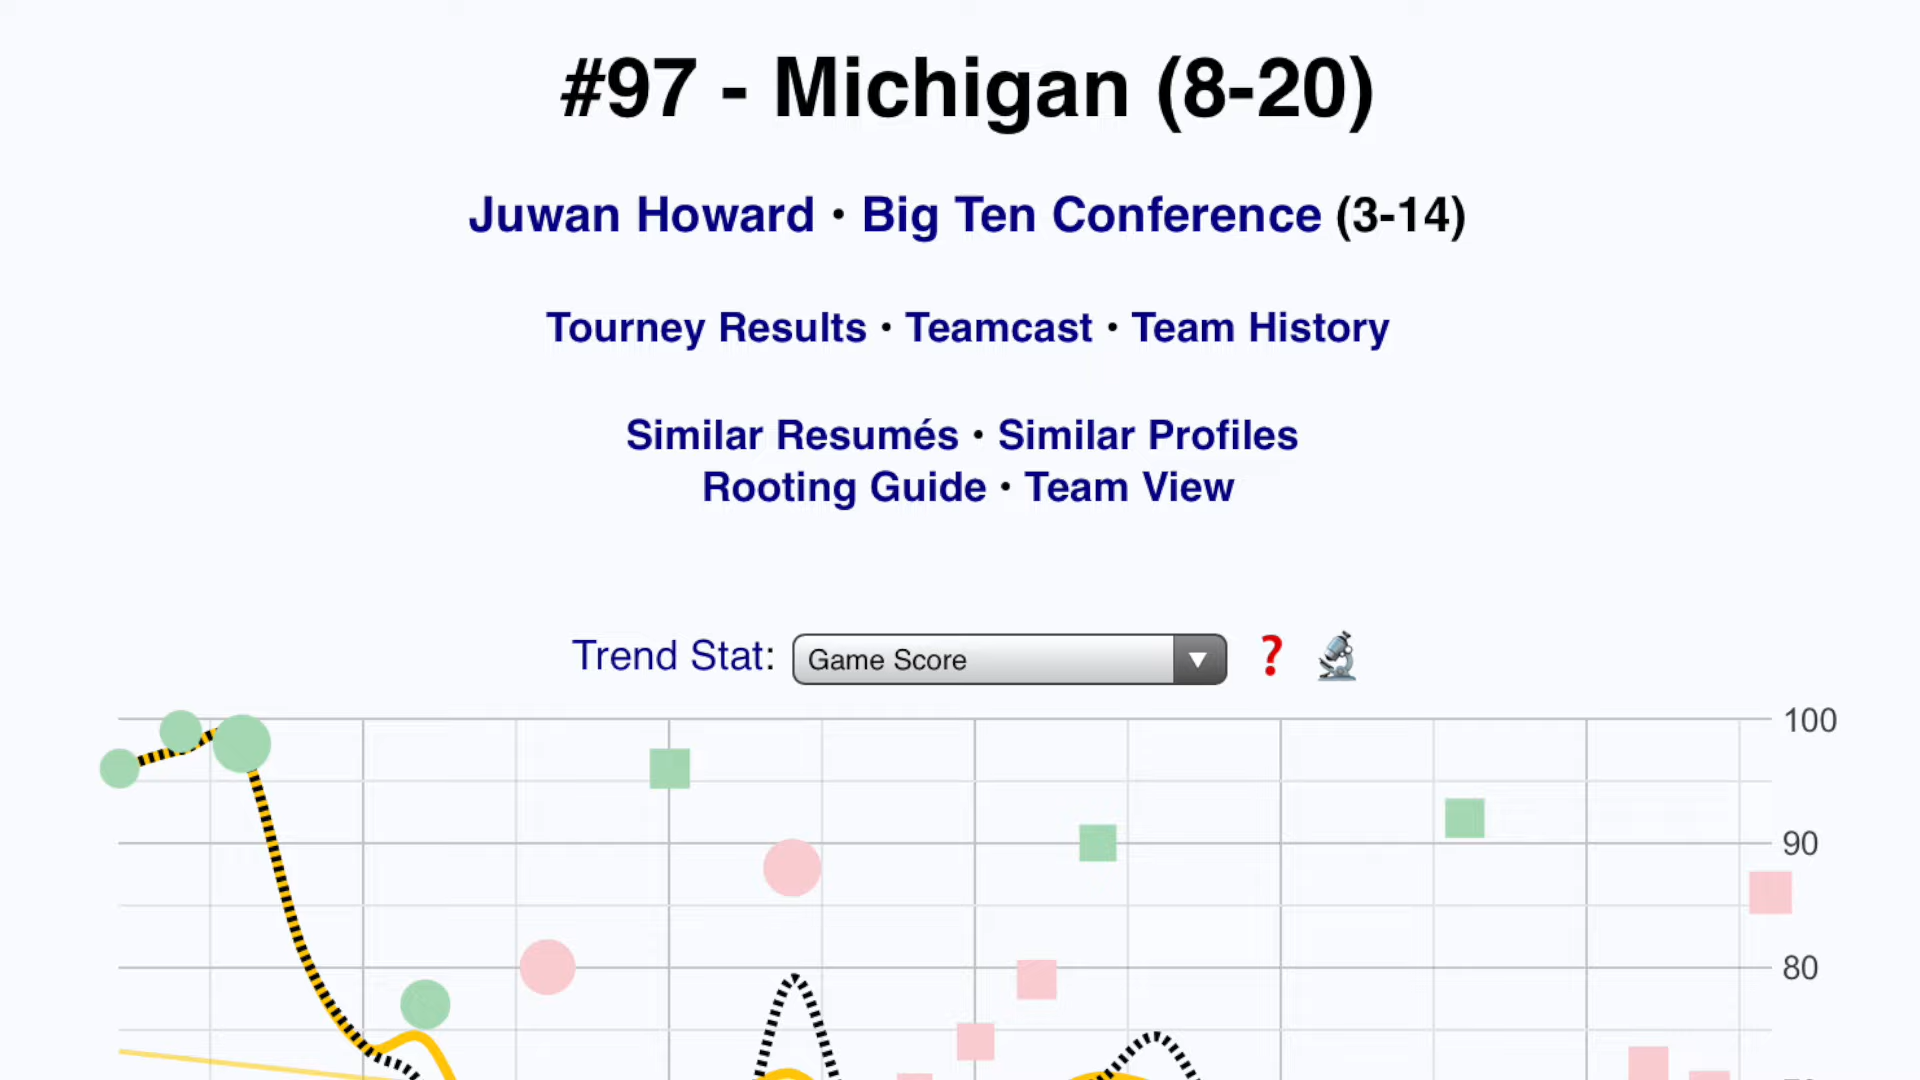 #97 - Michigan (8-20)
Juwan Howard • Big Ten Conference (3-14)
Tourney Results • Teamcast • Team History
Similar Resumés • Similar Profiles
Rooting Guide • Team View
Trend Stat: Game Score ▼ ❓
100
90
80